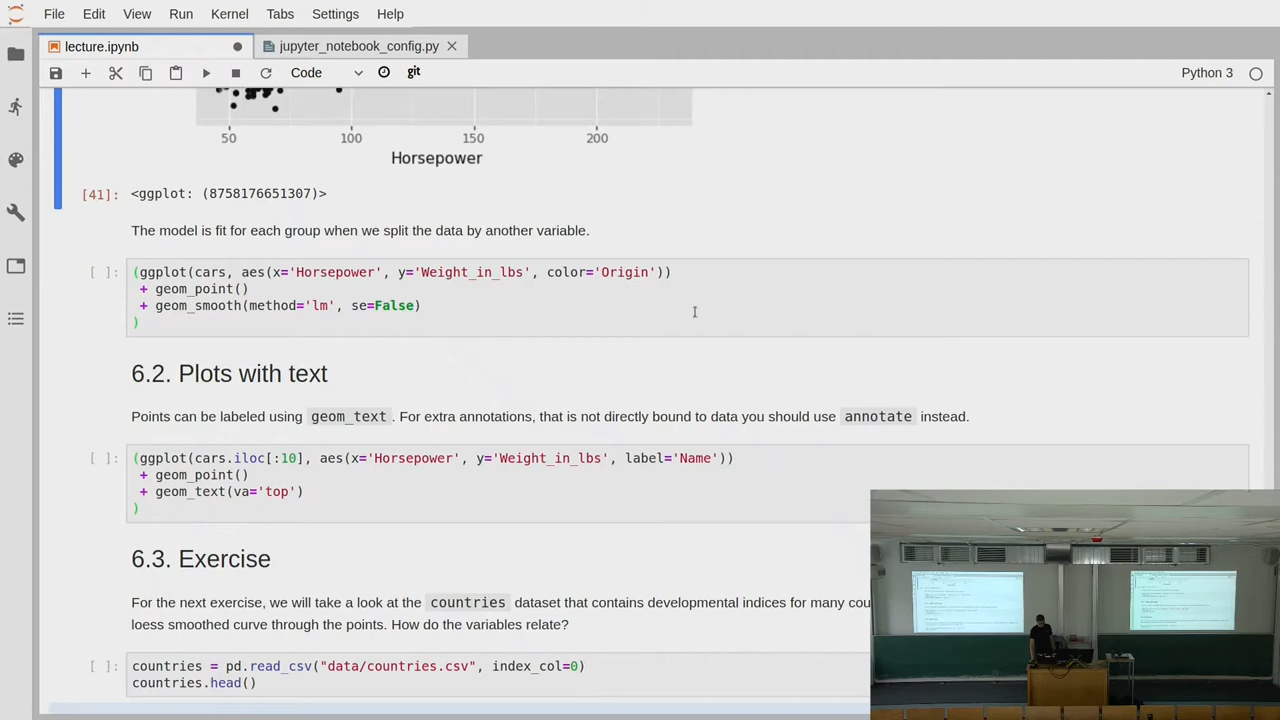 File Edit View Run Kernel Tabs Settings Help
lecture.ipynb jupyter_notebook_config.py
Code git Python 3
50 100 150 200
Horsepower
[41]: <ggplot: (8758176651307)>
The model is fit for each group when we split the data by another variable.
[ ]: (ggplot(cars, aes(x='Horsepower', y='Weight_in_lbs', color='Origin'))
+ geom_point()
+ geom_smooth(method='lm', se=False)
)
6.2. Plots with text
Points can be labeled using geom_text. For extra annotations, that is not directly bound to data you should use annotate instead.
[ ]: (ggplot(cars.iloc[:10], aes(x='Horsepower', y='Weight_in_lbs', label='Name'))
+ geom_point()
+ geom_text(va='top')
)
6.3. Exercise
For the next exercise, we will take a look at the countries dataset that contains developmental indices for many cou
loess smoothed curve through the points. How do the variables relate?
[ ]: countries = pd.read_csv("data/countries.csv", index_col=0)
countries.head()